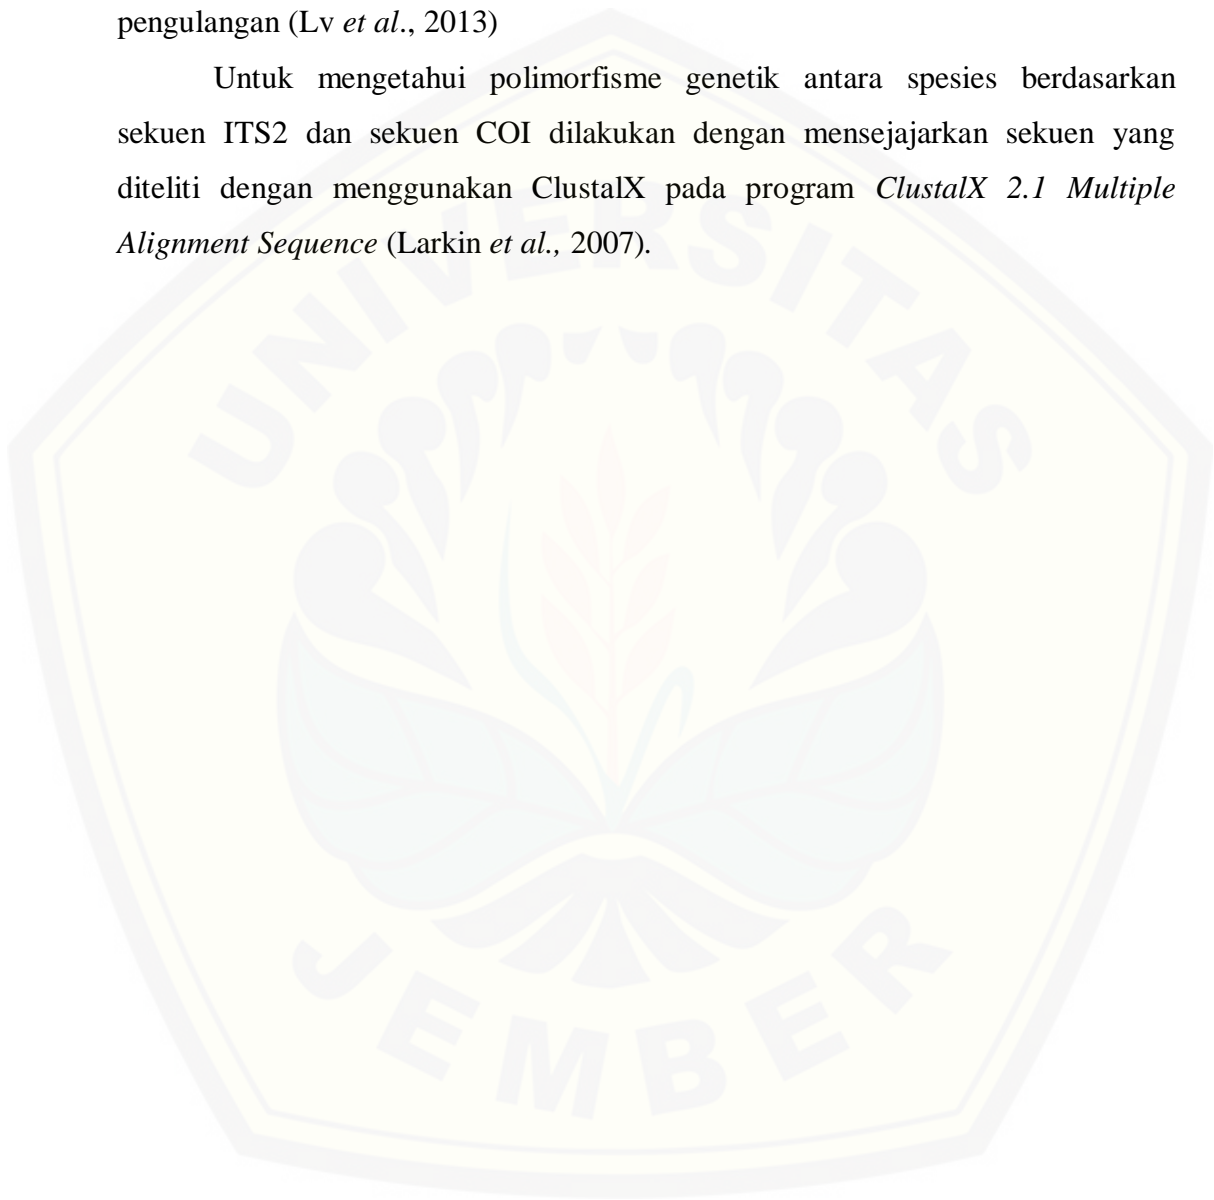 pengulangan (Lv et al., 2013)
Untuk mengetahui polimorfisme genetik antara spesies berdasarkan
sekuen ITS2 dan sekuen COI dilakukan dengan mensejajarkan sekuen yang
diteliti dengan menggunakan ClustalX pada program ClustalX 2.1 Multiple
Alignment Sequence (Larkin et al., 2007).
UNIVERSITAS
JEMBER